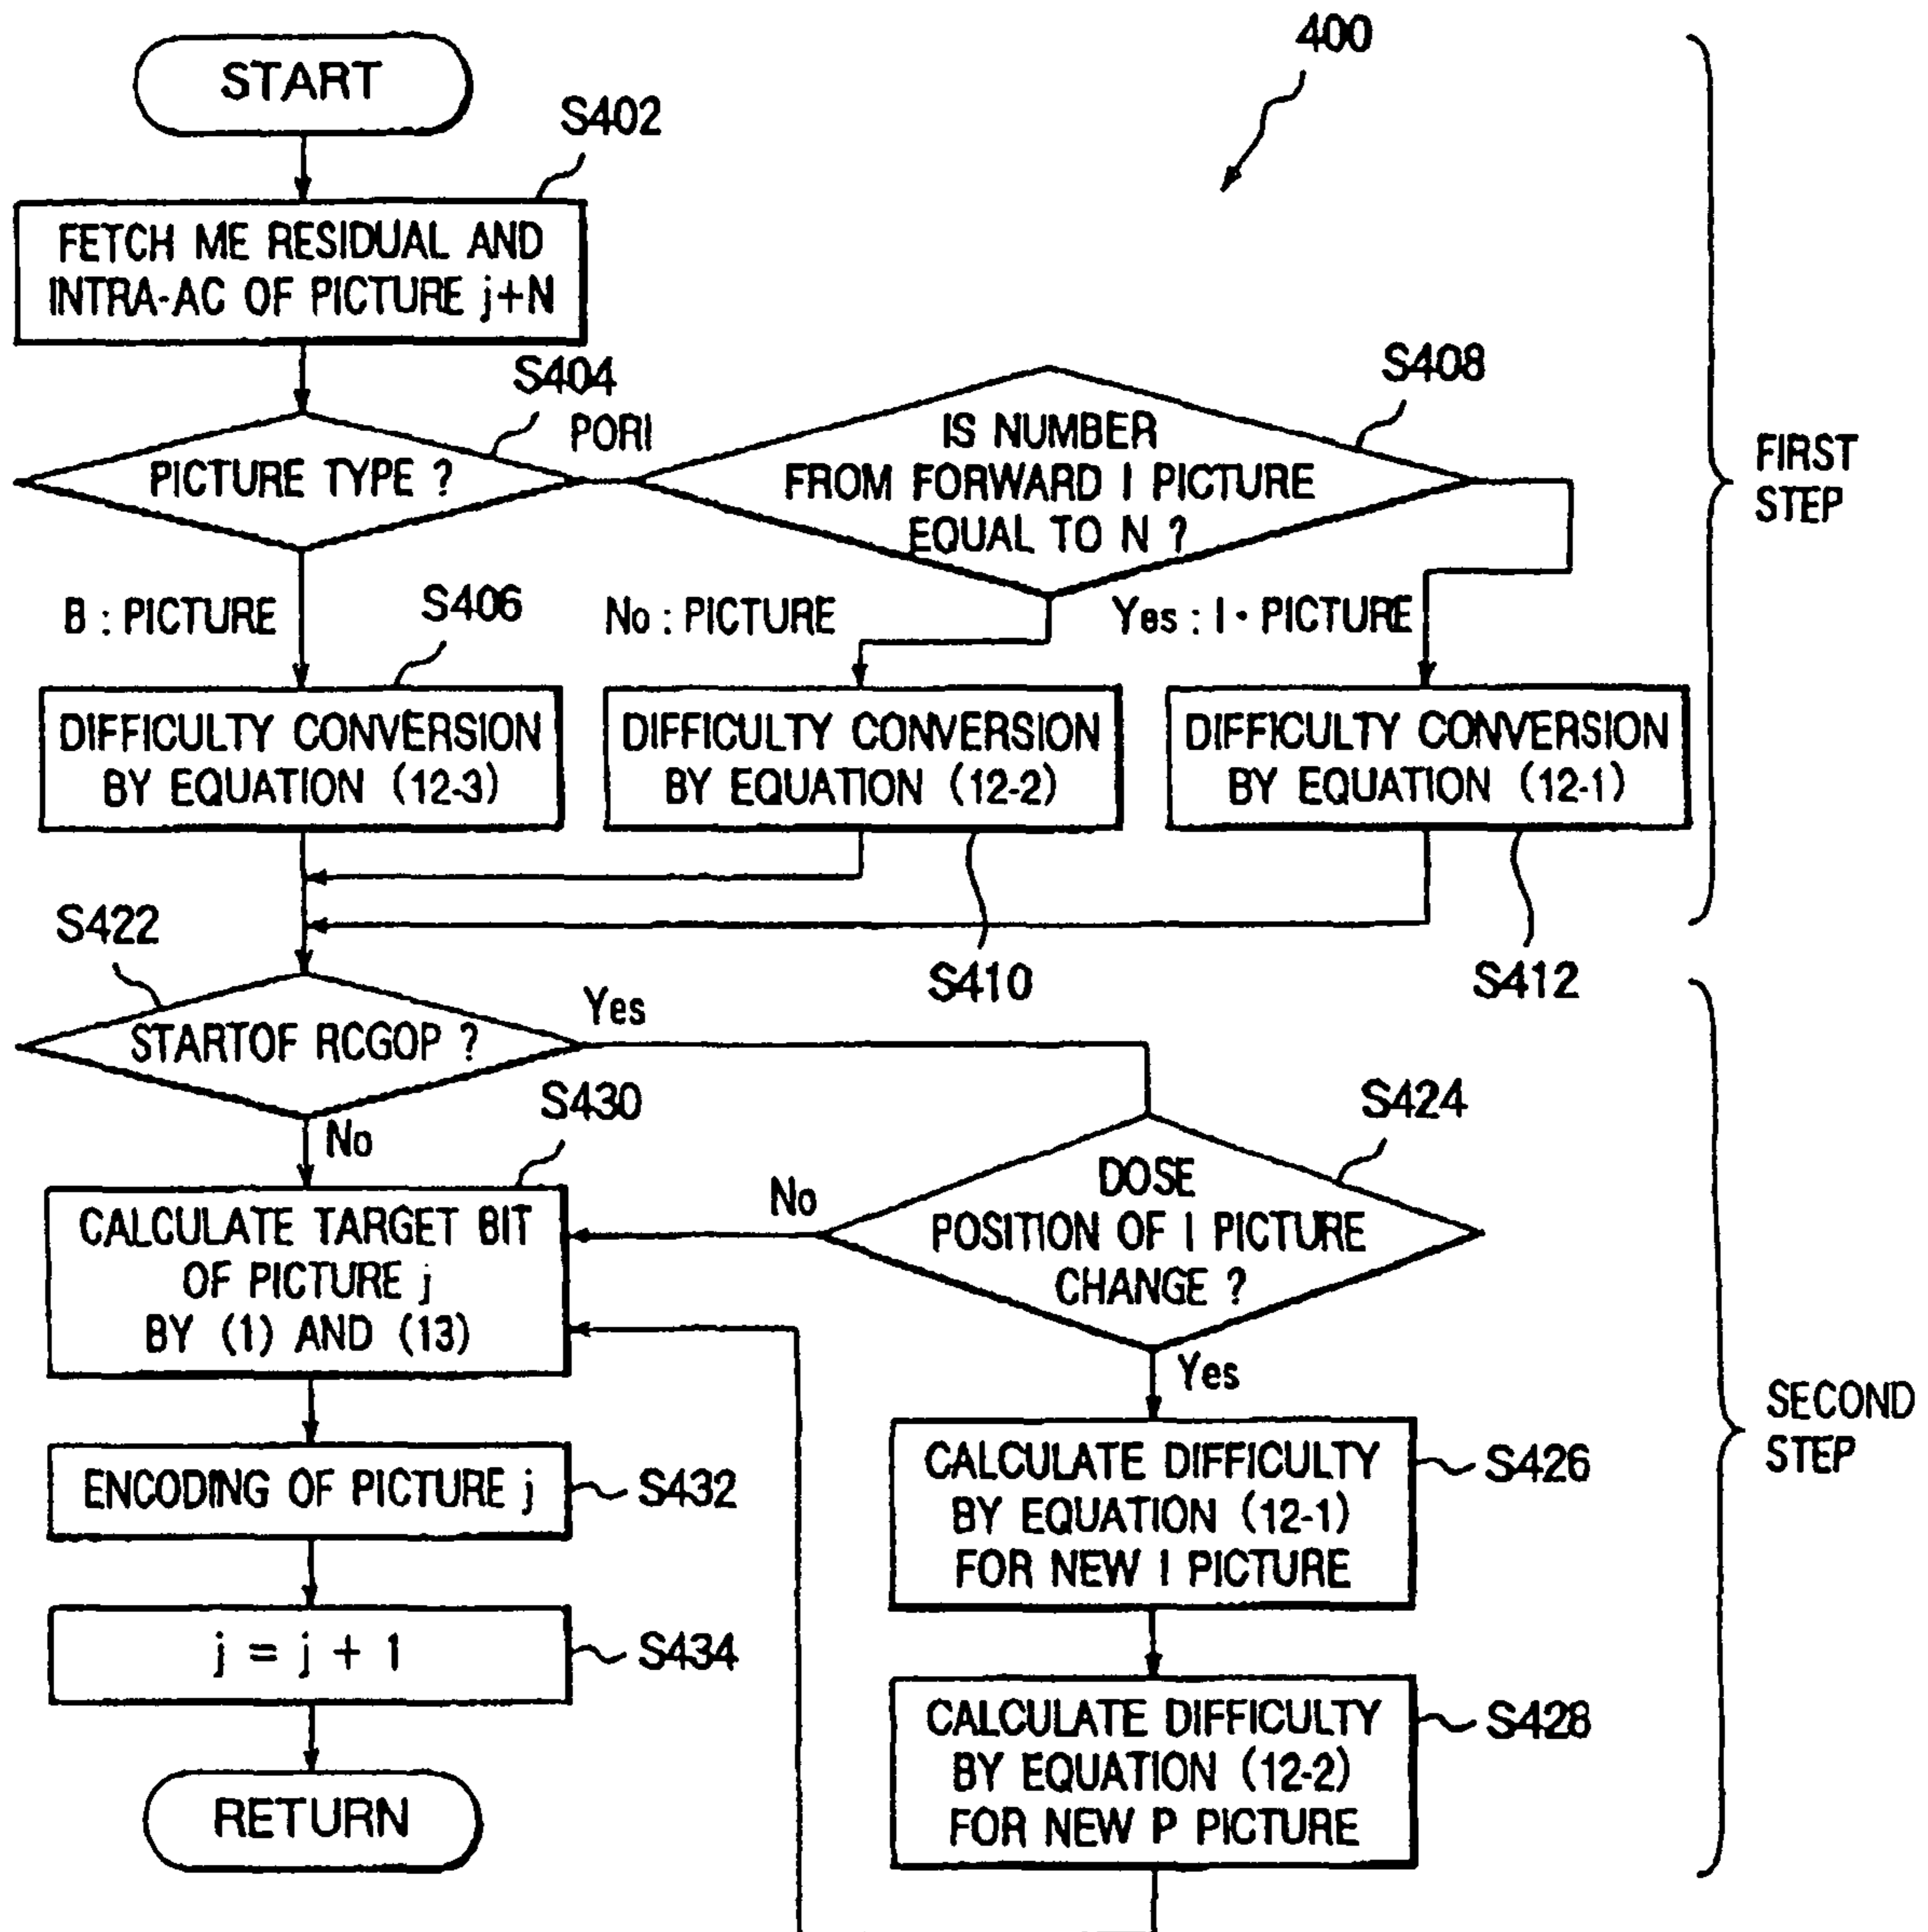 400
START
S402
FETCH ME RESIDUAL AND
INTRA-AC OF PICTURE j+N
S404
PORI
PICTURE TYPE ?
S408
IS NUMBER
FROM FORWARD I PICTURE
EQUAL TO N ?
FIRST
STEP
B : PICTURE
S406
No : PICTURE
Yes : I · PICTURE
DIFFICULTY CONVERSION
BY EQUATION (12-3)
DIFFICULTY CONVERSION
BY EQUATION (12-2)
DIFFICULTY CONVERSION
BY EQUATION (12-1)
S410
S412
S422
STARTOF RCGOP ?
Yes
No
S430
S424
DOSE
POSITION OF I PICTURE
CHANGE ?
No
Yes
CALCULATE TARGET BIT
OF PICTURE j
BY (1) AND (13)
SECOND
STEP
ENCODING OF PICTURE j
S432
CALCULATE DIFFICULTY
BY EQUATION (12-1)
FOR NEW I PICTURE
S426
j = j + 1
S434
CALCULATE DIFFICULTY
BY EQUATION (12-2)
FOR NEW P PICTURE
S428
RETURN